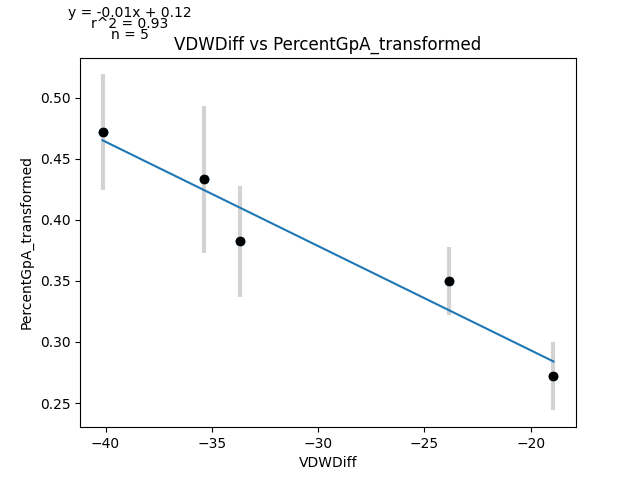 y = -0.01x + 0.12
r^2 = 0.93
n = 5
VDWDiff vs PercentGpA_transformed
0.50
0.45
0.40
0.35
0.30
0.25
PercentGpA_transformed
−40
−35
−30
−25
−20
VDWDiff